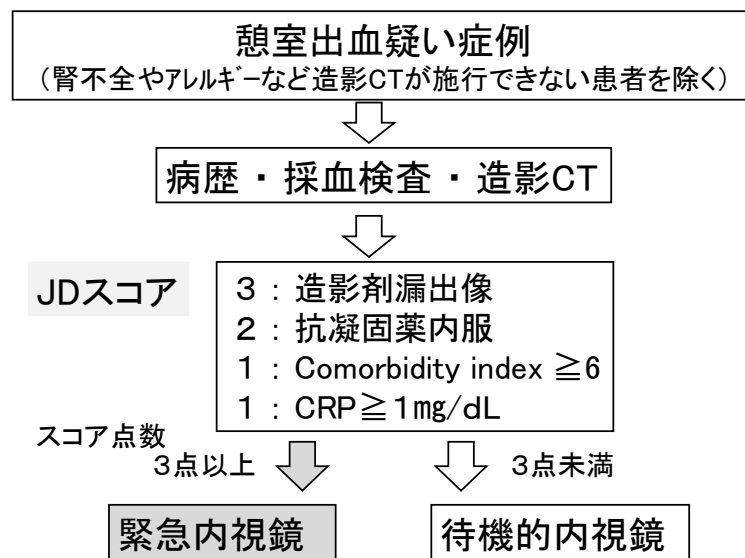 憩室出血疑い症例
（腎不全やｱﾚﾙｷﾞｰなど造影CTが施行できない患者を除く）
病歴 ・ 採血検査 ・ 造影CT
JDスコア
３ : 造影剤漏出像
２ : 抗凝固薬内服
１ : Comorbidity index ≧6
１ : CRP≧1㎎/dL
スコア点数
３点以上
３点未満
緊急内視鏡
待機的内視鏡